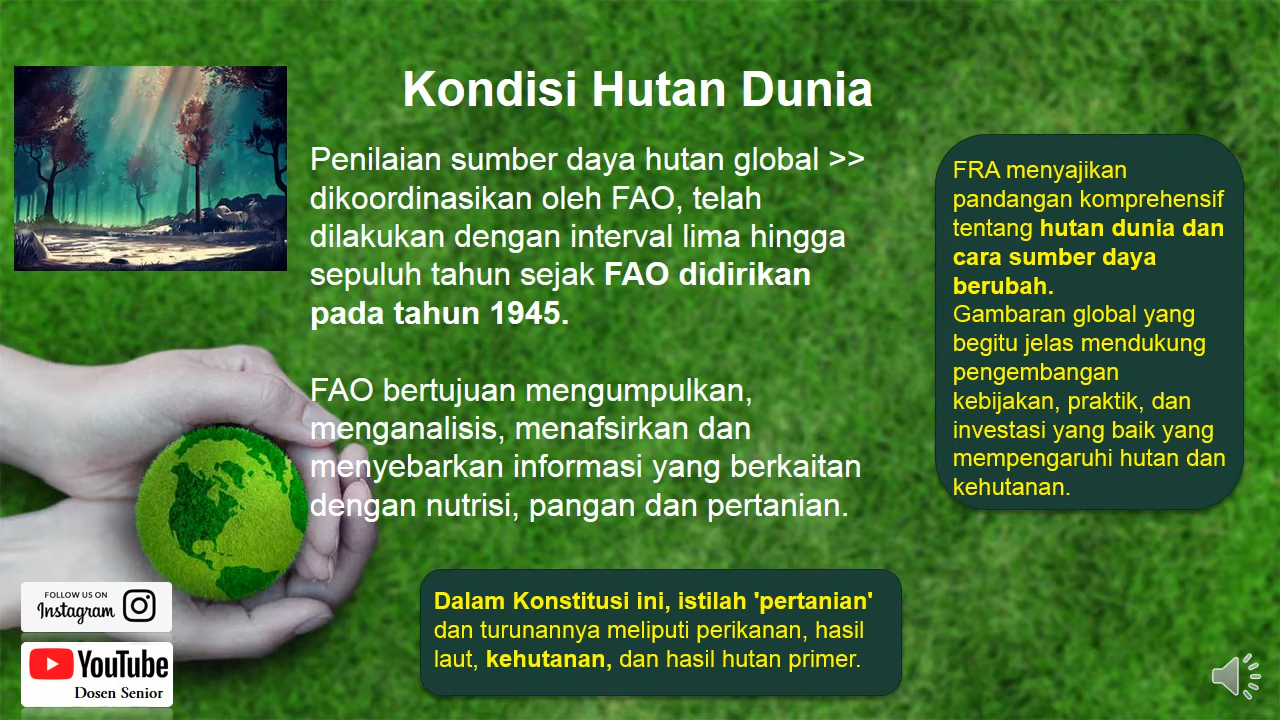 Kondisi Hutan Dunia
Penilaian sumber daya hutan global >>
dikoordinasikan oleh FAO, telah
dilakukan dengan interval lima hingga
sepuluh tahun sejak FAO didirikan
pada tahun 1945.
FAO bertujuan mengumpulkan,
menganalisis, menafsirkan dan
menyebarkan informasi yang berkaitan
dengan nutrisi, pangan dan pertanian.
FRA menyajikan
pandangan komprehensif
tentang hutan dunia dan
cara sumber daya
berubah.
Gambaran global yang
begitu jelas mendukung
pengembangan
kebijakan, praktik, dan
investasi yang baik yang
mempengaruhi hutan dan
kehutanan.
Dalam Konstitusi ini, istilah 'pertanian'
dan turunannya meliputi perikanan, hasil
laut, kehutanan, dan hasil hutan primer.
FOLLOW US ON
Instagram
YouTube
Dosen Senior